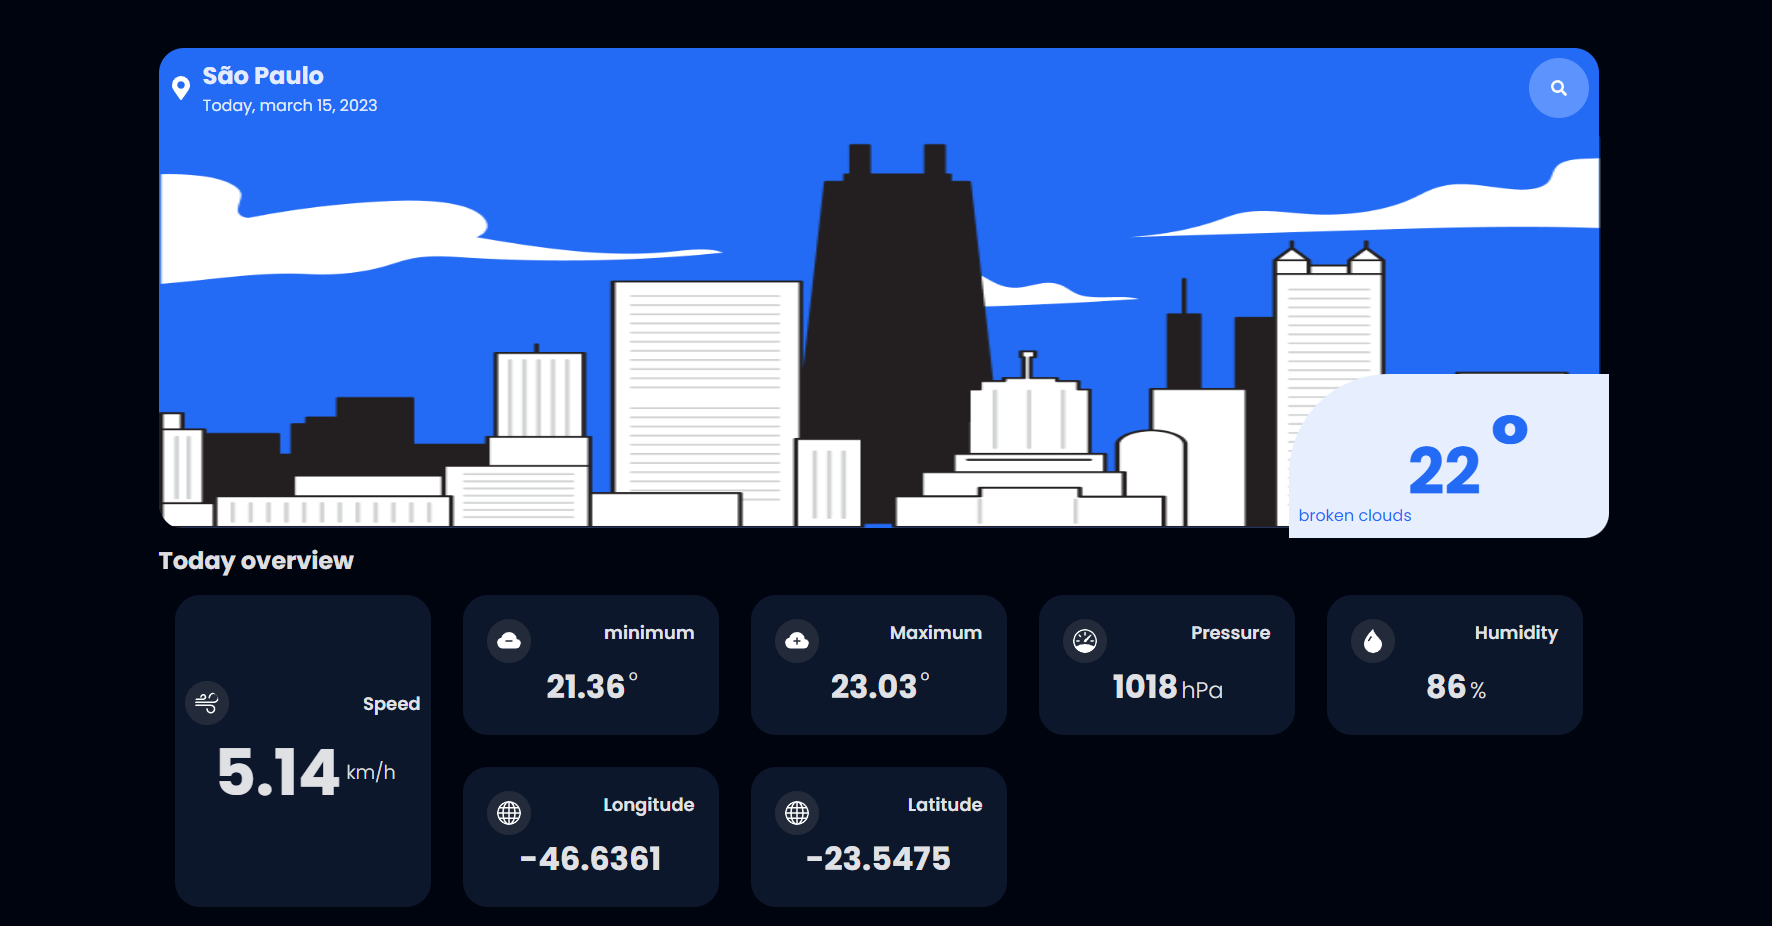 São Paulo
Today, march 15, 2023
22°
broken clouds
Today overview
Speed
5.14 km/h
minimum
21.36°
Maximum
23.03°
Pressure
1018 hPa
Humidity
86 %
Longitude
-46.6361
Latitude
-23.5475